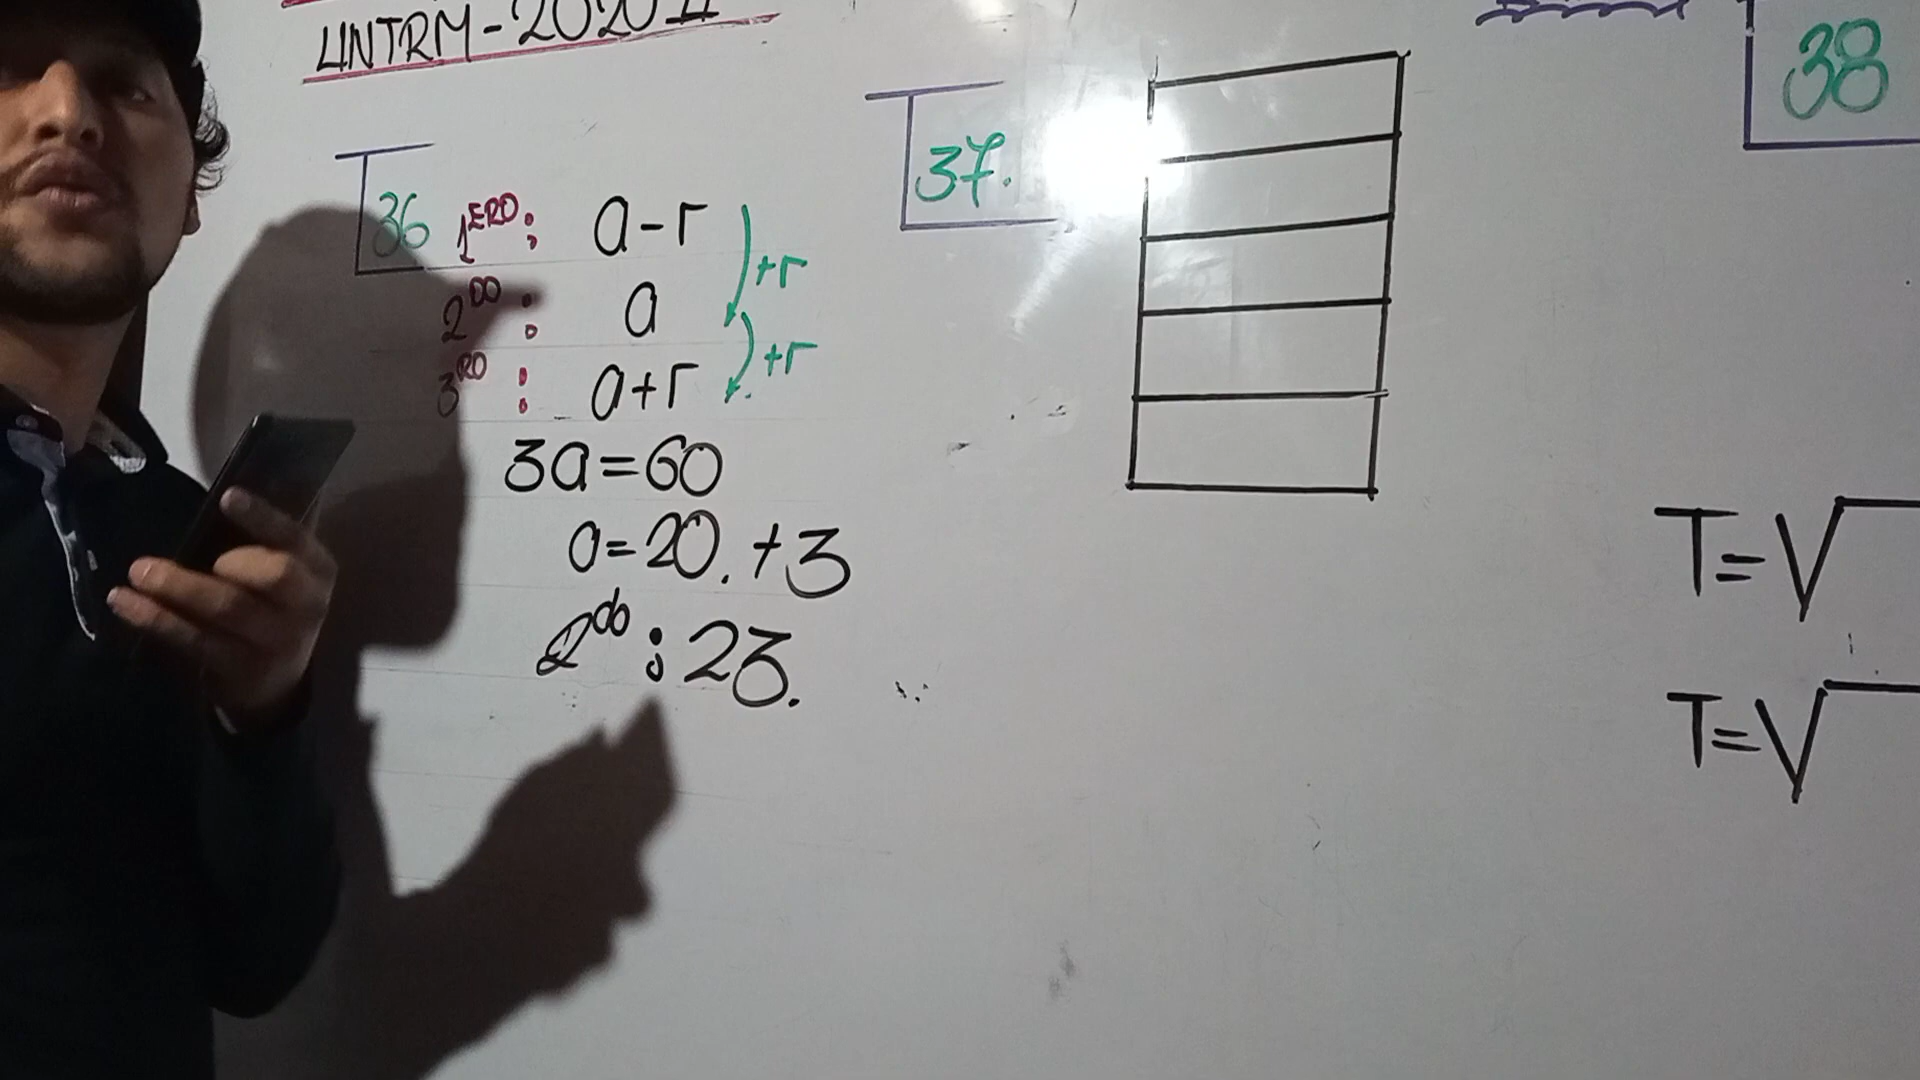 UNTRM-2020 II
36
1ERO: a-r
+r
2DO: a
+r
3RO: a+r
3a=60
a=20.+3
2do: 23.
37.
38
T=√
T=√